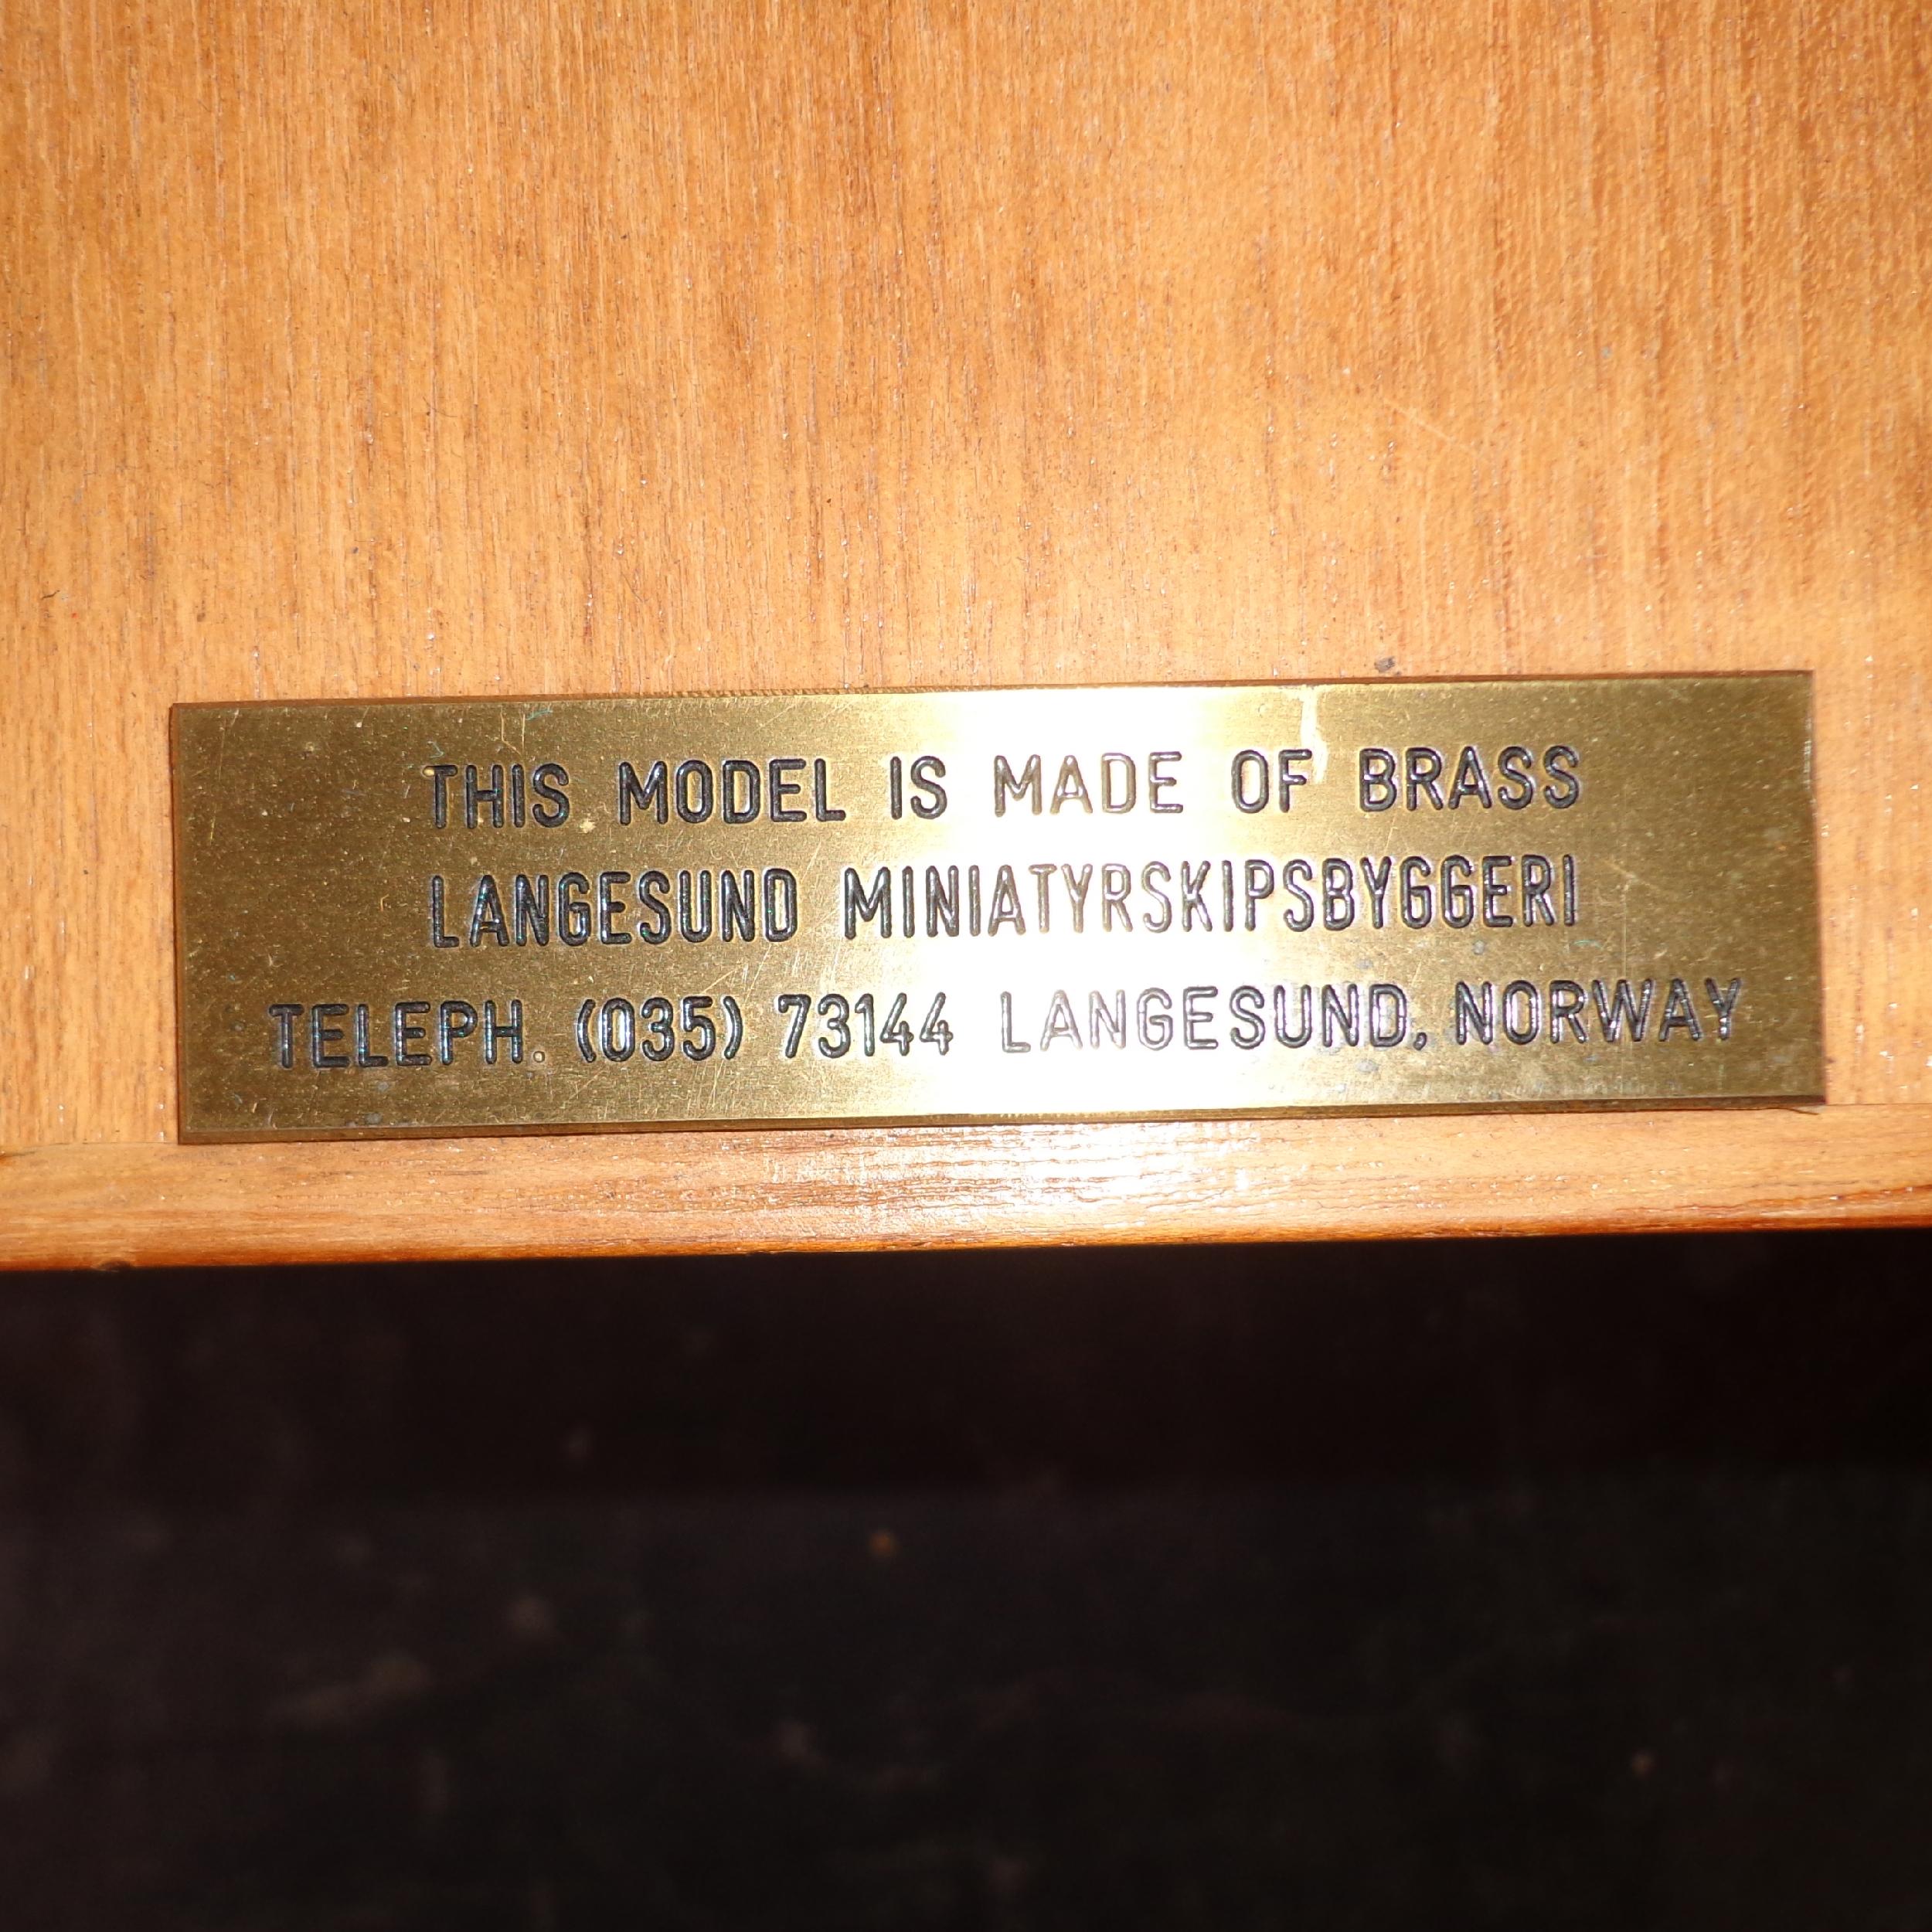 THIS MODEL IS MADE OF BRASS
LANGESUND MINIATYRSKIPSBYGGERI
TELEPH. (035) 73144 LANGESUND, NORWAY